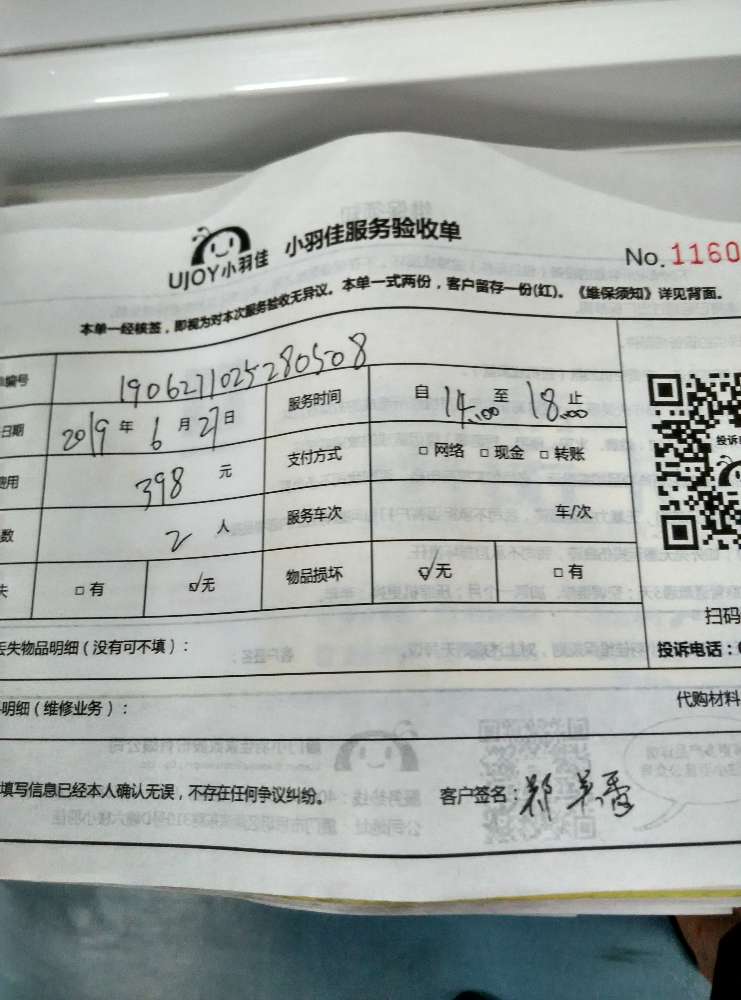 UJOY小羽佳 小羽佳服务验收单
No. 1160
本单一经核签，即视为对本次服务验收无异议。本单一式两份，客户留存一份(红)。《维保须知》详见背面。
编号 1906271025280508
日期 2019 年 6 月 27 日 服务时间 自 14:00 至 18:00 止
费用 398 元 支付方式 □ 网络 □ 现金 □ 转账
数 2 人 服务车次 车/次
失 □ 有 ☑ 无 物品损坏 ☑ 无 □ 有
投诉
扫码
丢失物品明细（没有可不填）：
投诉电话：
明细（维修业务）： 代购材料
填写信息已经本人确认无误，不存在任何争议纠纷。 客户签名：